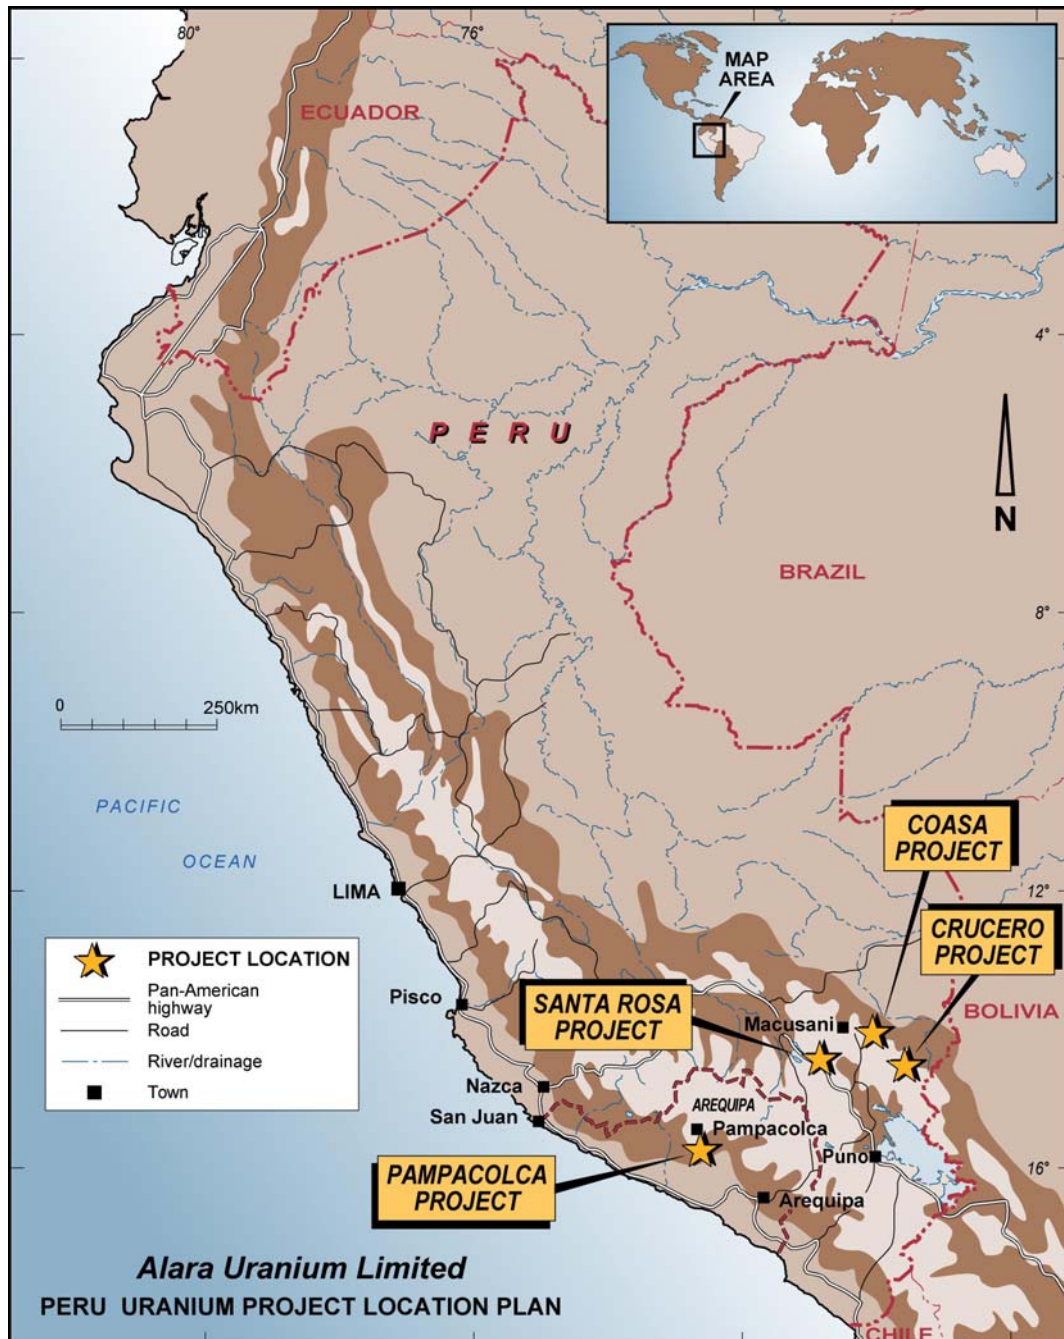 80°
76°
MAP
AREA
ECUADOR
4°
PERU
N
BRAZIL
8°
0 250km
PACIFIC
OCEAN
COASA
PROJECT
LIMA
12°
CRUCERO
PROJECT
PROJECT LOCATION
Pan-American
highway
Road
River/drainage
Town
Pisco
SANTA ROSA
PROJECT
Macusani
BOLIVIA
Nazca
San Juan
AREQUIPA
Pampacolca
Puno
16°
PAMPACOLCA
PROJECT
Arequipa
Alara Uranium Limited
PERU URANIUM PROJECT LOCATION PLAN
CHILE